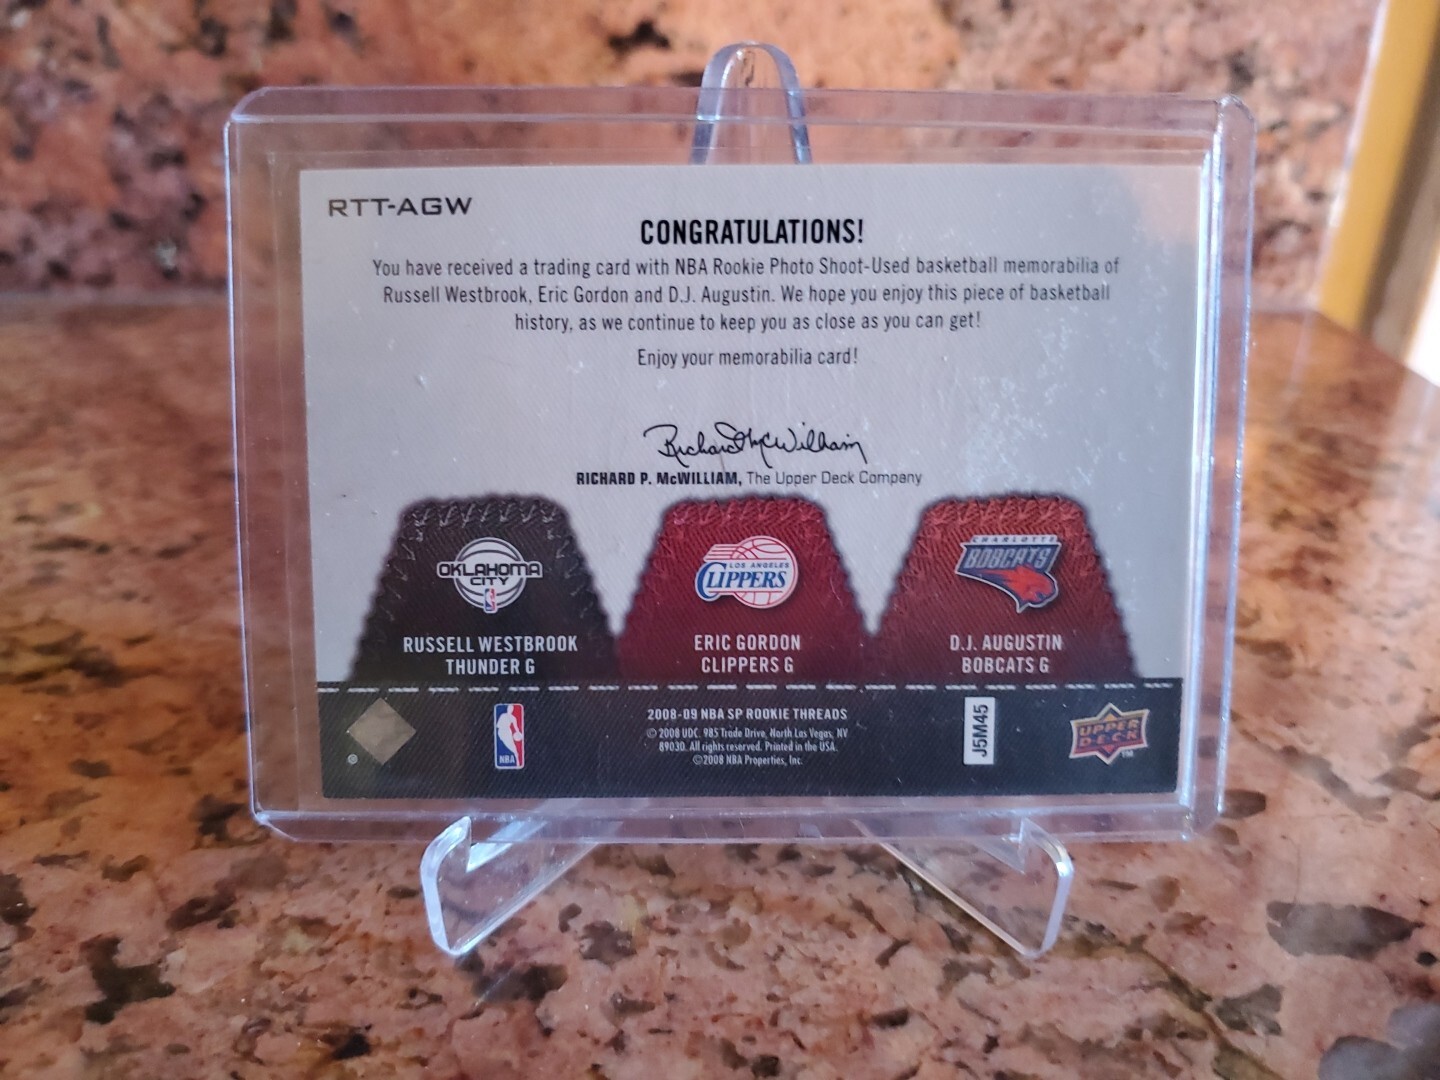 RTT-AGW
CONGRATULATIONS!
You have received a trading card with NBA Rookie Photo Shoot-Used basketball memorabilia of
Russell Westbrook, Eric Gordon and D.J. Augustin. We hope you enjoy this piece of basketball
history, as we continue to keep you as close as you can get!
Enjoy your memorabilia card!
Richard P. McWilliam
RICHARD P. McWILLIAM, The Upper Deck Company
OKLAHOMA
CITY
NBA
RUSSELL WESTBROOK
THUNDER G
LOS ANGELES
CLIPPERS
ERIC GORDON
CLIPPERS G
CHARLOTTE
BOBCATS
D.J. AUGUSTIN
BOBCATS G
NBA
2008-09 NBA SP ROOKIE THREADS
© 2008 UDC. 985 Trade Drive, North Las Vegas, NV
89030. All rights reserved. Printed in the USA.
©2008 NBA Properties, Inc.
J5M45
UPPER
DECK
TM